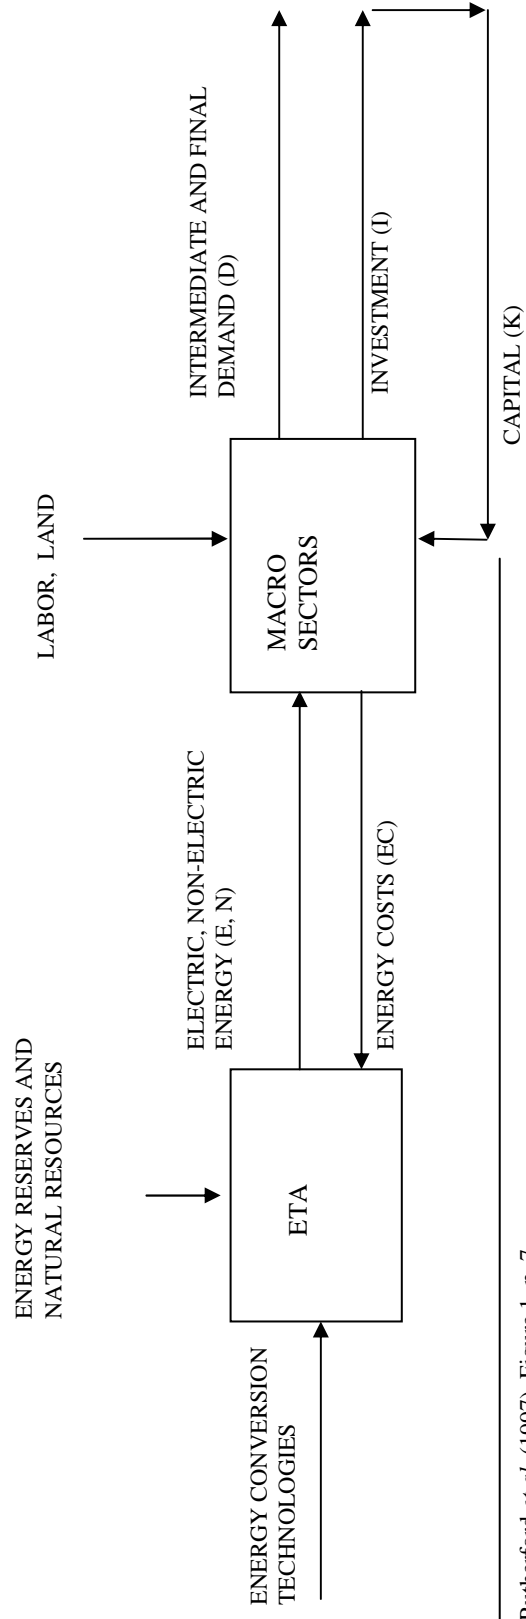 ENERGY RESERVES AND
NATURAL RESOURCES
LABOR, LAND
ENERGY CONVERSION
TECHNOLOGIES
ETA
ELECTRIC, NON-ELECTRIC
ENERGY (E, N)
ENERGY COSTS (EC)
MACRO
SECTORS
INTERMEDIATE AND FINAL
DEMAND (D)
INVESTMENT (I)
CAPITAL (K)
Rutherford et al. (1997), Figure 1, p. 7